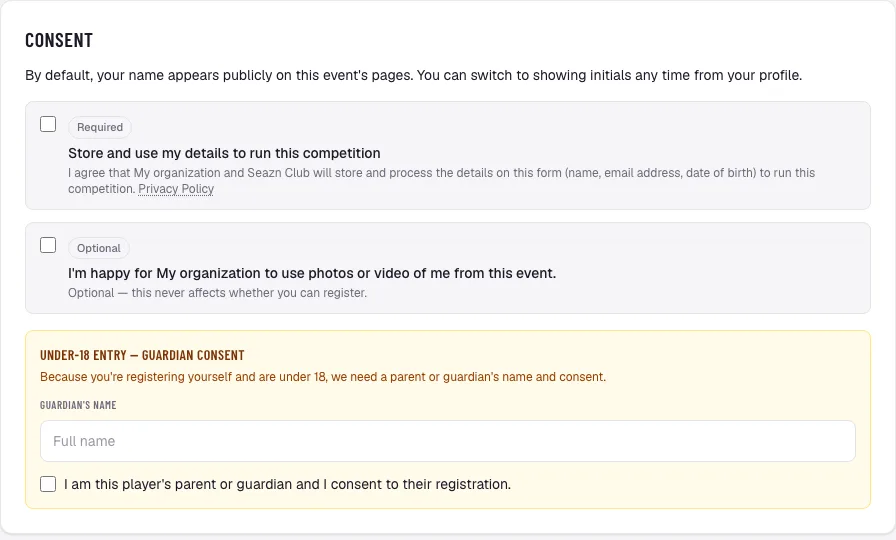 CONSENT
By default, your name appears publicly on this event's pages. You can switch to showing initials any time from your profile.
Required
Store and use my details to run this competition
I agree that My organization and Seazn Club will store and process the details on this form (name, email address, date of birth) to run this
competition. Privacy Policy
Optional
I'm happy for My organization to use photos or video of me from this event.
Optional — this never affects whether you can register.
UNDER-18 ENTRY — GUARDIAN CONSENT
Because you're registering yourself and are under 18, we need a parent or guardian's name and consent.
GUARDIAN'S NAME
Full name
I am this player's parent or guardian and I consent to their registration.